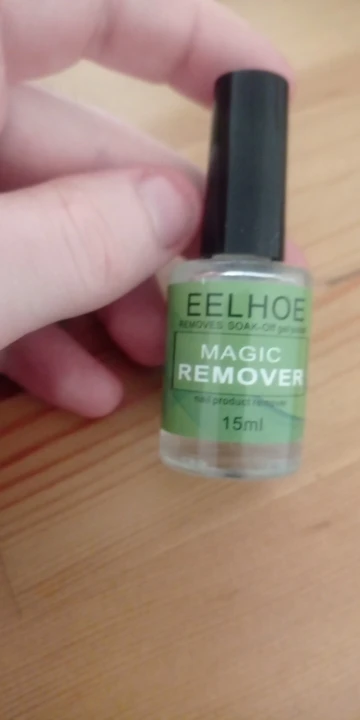 EELHOE
REMOVES SOAK-Off gel polish
MAGIC
REMOVER
nail product remover
15ml